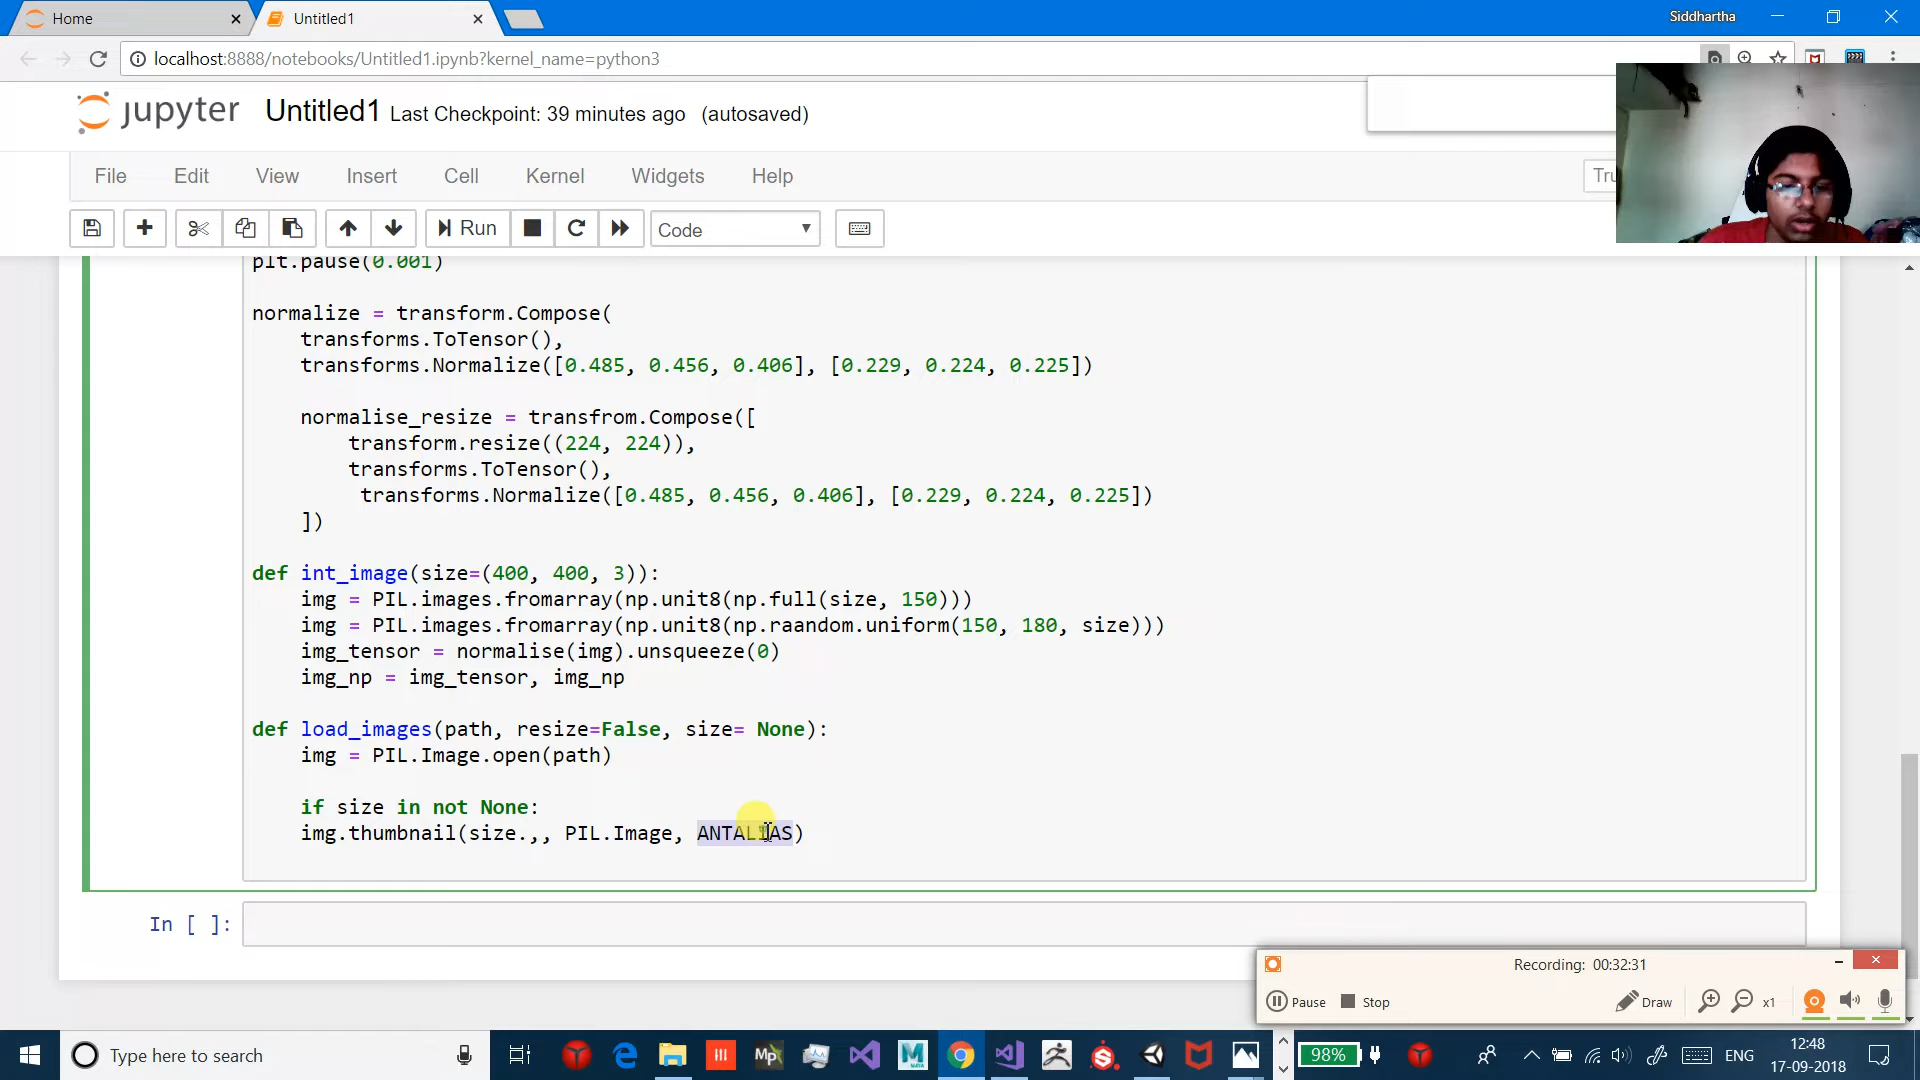 Home
Untitled1
Siddhartha
localhost:8888/notebooks/Untitled1.ipynb?kernel_name=python3
jupyter Untitled1 Last Checkpoint: 39 minutes ago (autosaved)
File Edit View Insert Cell Kernel Widgets Help Tru
Run Code
plt.pause(0.001)
normalize = transform.Compose(
transforms.ToTensor(),
transforms.Normalize([0.485, 0.456, 0.406], [0.229, 0.224, 0.225])
normalise_resize = transfrom.Compose([
transform.resize((224, 224)),
transforms.ToTensor(),
transforms.Normalize([0.485, 0.456, 0.406], [0.229, 0.224, 0.225])
])
def int_image(size=(400, 400, 3)):
img = PIL.images.fromarray(np.unit8(np.full(size, 150)))
img = PIL.images.fromarray(np.unit8(np.raandom.uniform(150, 180, size)))
img_tensor = normalise(img).unsqueeze(0)
img_np = img_tensor, img_np
def load_images(path, resize=False, size= None):
img = PIL.Image.open(path)
if size in not None:
img.thumbnail(size.,, PIL.Image, ANTALIAS)
In [ ]:
Recording: 00:32:31
Pause Stop Draw x1
Type here to search
98%
ENG
12:48
17-09-2018